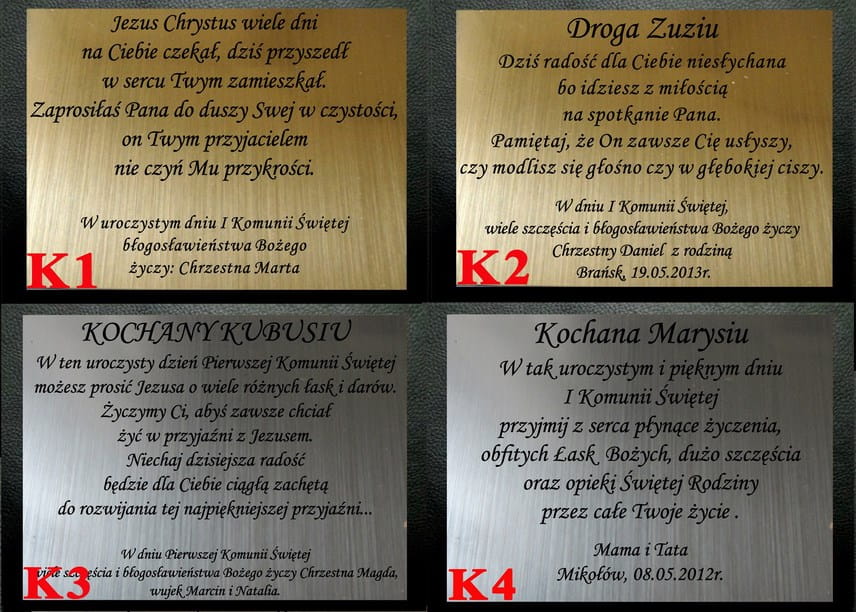 Jezus Chrystus wiele dni
na Ciebie czekał, dziś przyszedł
w sercu Twym zamieszkał.
Zaprosiłaś Pana do duszy Swej w czystości,
on Twym przyjacielem
nie czyń Mu przykrości.
W uroczystym dniu I Komunii Świętej
błogosławieństwa Bożego
życzy: Chrzestna Marta
K1
Droga Zuziu
Dziś radość dla Ciebie niesłychana
bo idziesz z miłością
na spotkanie Pana.
Pamiętaj, że On zawsze Cię usłyszy,
czy modlisz się głośno czy w głębokiej ciszy.
W dniu I Komunii Świętej,
wiele szczęścia i błogosławieństwa Bożego życzy
Chrzestny Daniel z rodziną
Brańsk, 19.05.2013r.
K2
KOCHANY KUBUSIU
W ten uroczysty dzień Pierwszej Komunii Świętej
możesz prosić Jezusa o wiele różnych łask i darów.
Życzymy Ci, abyś zawsze chciał
żyć w przyjaźni z Jezusem.
Niechaj dzisiejsza radość
będzie dla Ciebie ciągłą zachętą
do rozwijania tej najpiękniejszej przyjaźni...
W dniu Pierwszej Komunii Świętej
wiele szczęścia i błogosławieństwa Bożego życzy Chrzestna Magda,
wujek Marcin i Natalia.
K3
Kochana Marysiu
W tak uroczystym i pięknym dniu
I Komunii Świętej
przyjmij z serca płynące życzenia,
obfitych Łask Bożych, dużo szczęścia
oraz opieki Świętej Rodziny
przez całe Twoje życie .
Mama i Tata
Mikołów, 08.05.2012r.
K4